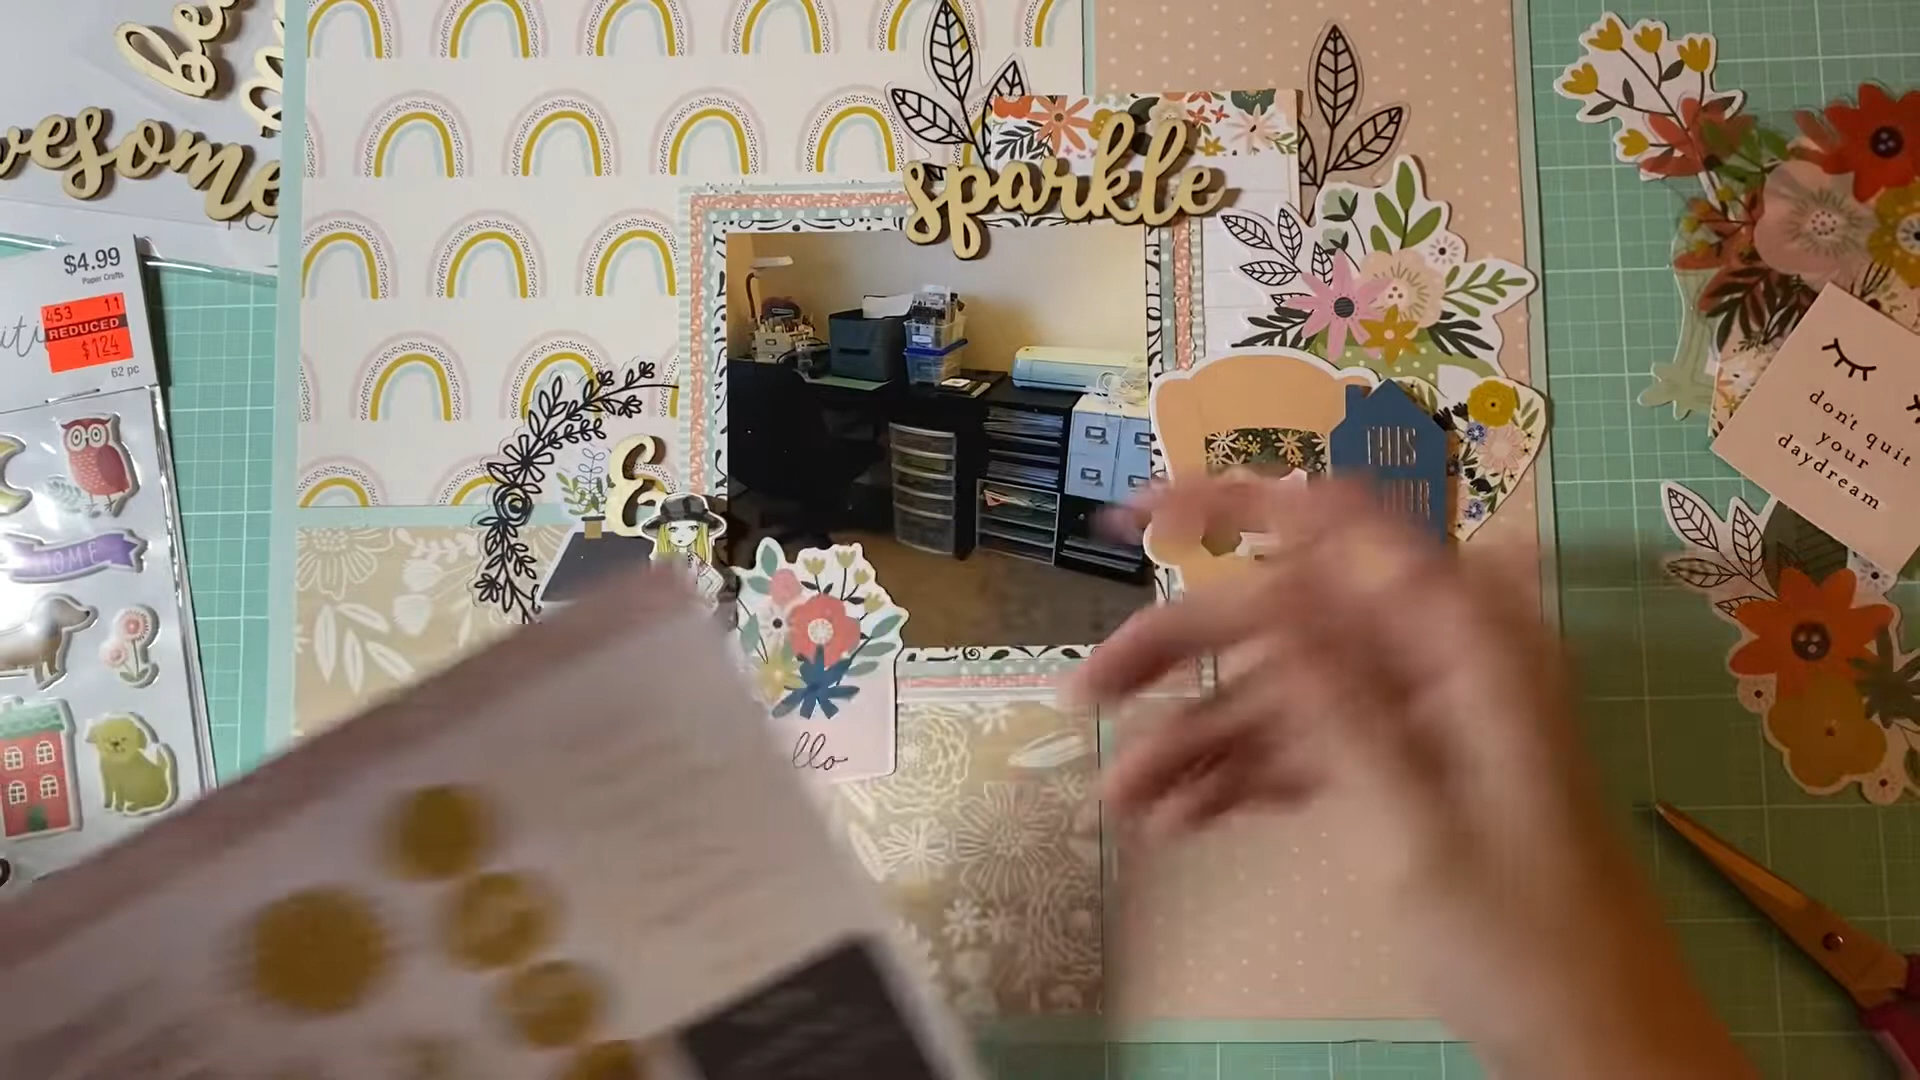 awesome
sparkle
&
$4.99
Paper Crafts
453 11
REDUCED
$1.24
62 pc
HOME
THIS
don't quit
your
daydream